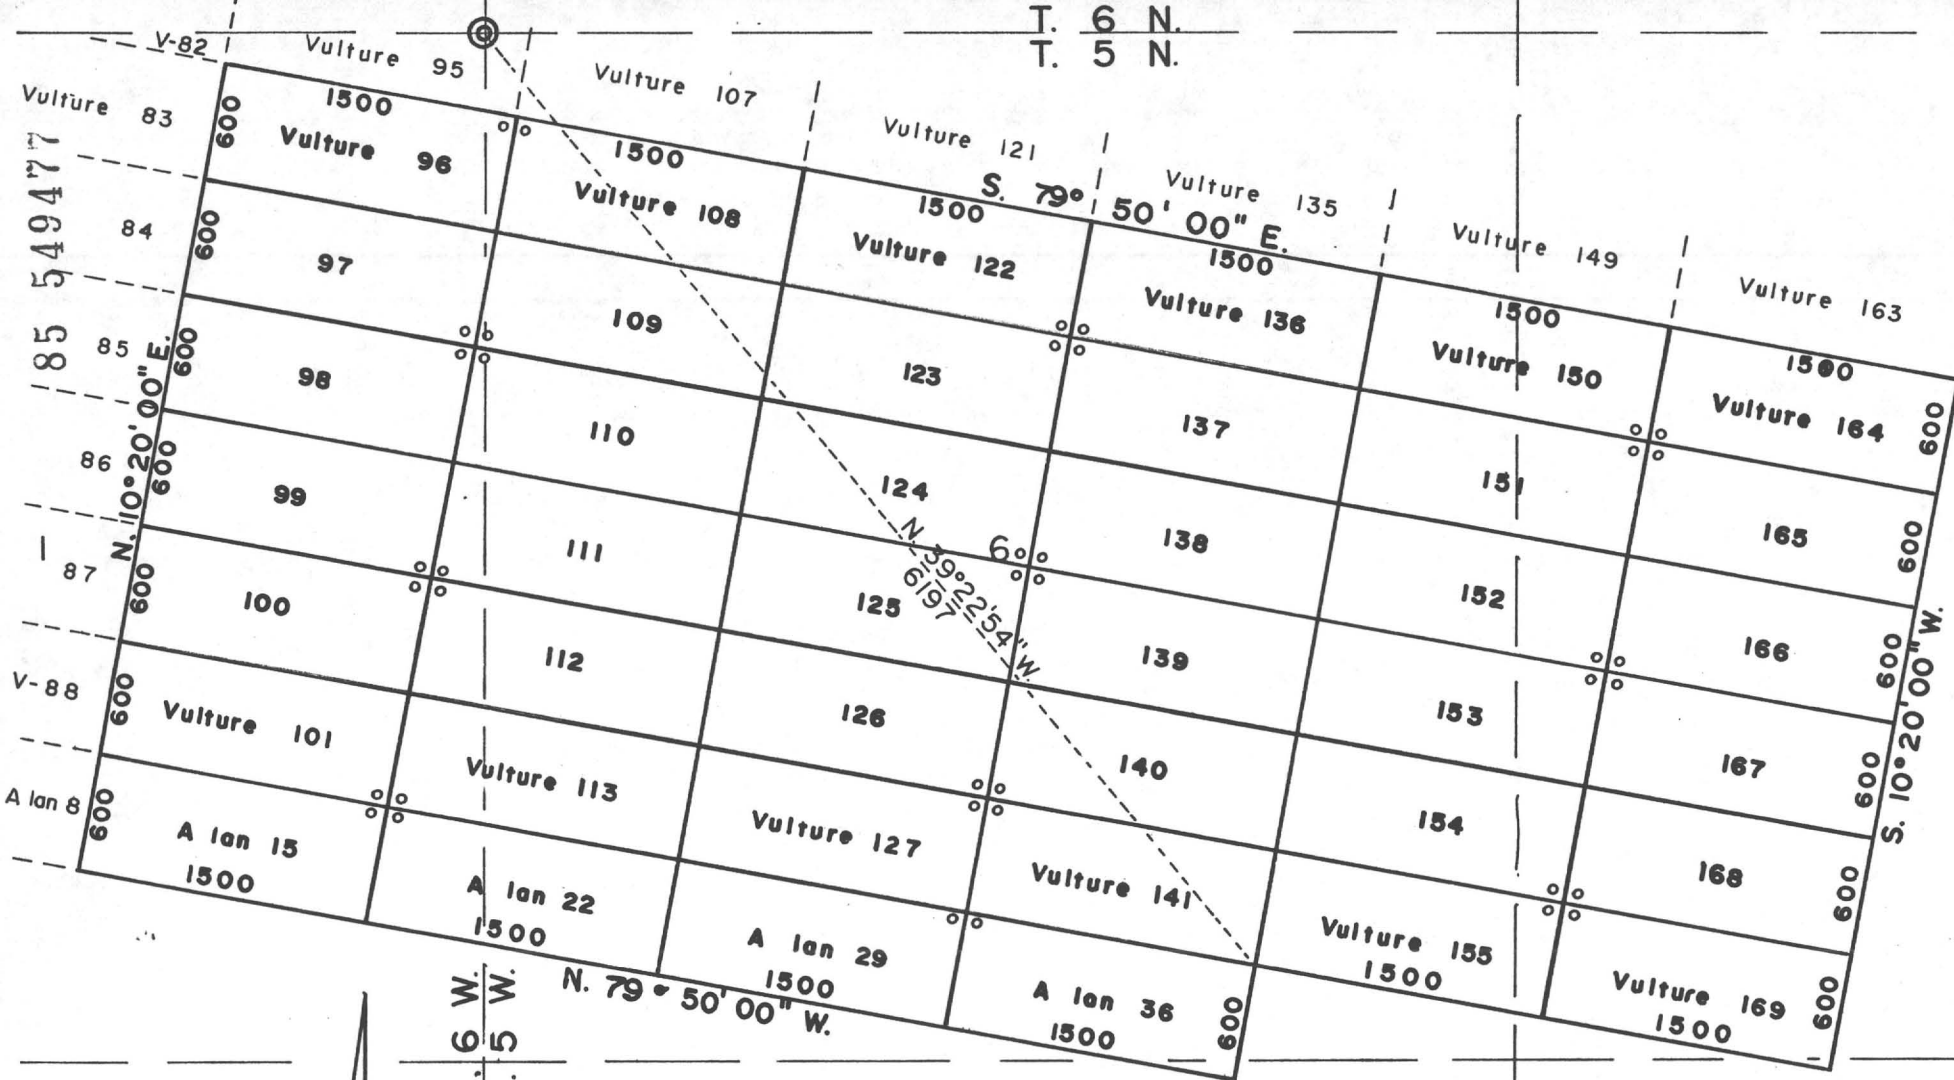 T. 6 N.
T. 5 N.
V-82
Vulture 95
Vulture 107
Vulture 121
Vulture 135
Vulture 149
Vulture 163
Vulture 83
84
85
86
87
V-88
A lan 8
85 549477
N. 10° 20' 00" E.
S. 79° 50' 00" E.
1500
1500
1500
1500
1500
1500
600
600
600
600
600
600
600
Vulture 96
97
98
99
100
Vulture 101
A lan 15
1500
Vulture 108
109
110
111
112
Vulture 113
A lan 22
1500
Vulture 122
123
124
125
126
Vulture 127
A lan 29
1500
Vulture 136
137
138
139
140
Vulture 141
A lan 36
1500
600
Vulture 150
151
152
153
154
Vulture 155
1500
Vulture 164
165
166
167
168
Vulture 169
1500
600
600
600
600
600
600
S. 10° 20' 00" W.
N 39°22'54" W.
6197
6
N. 79° 50' 00" W.
6 W.
5 W.